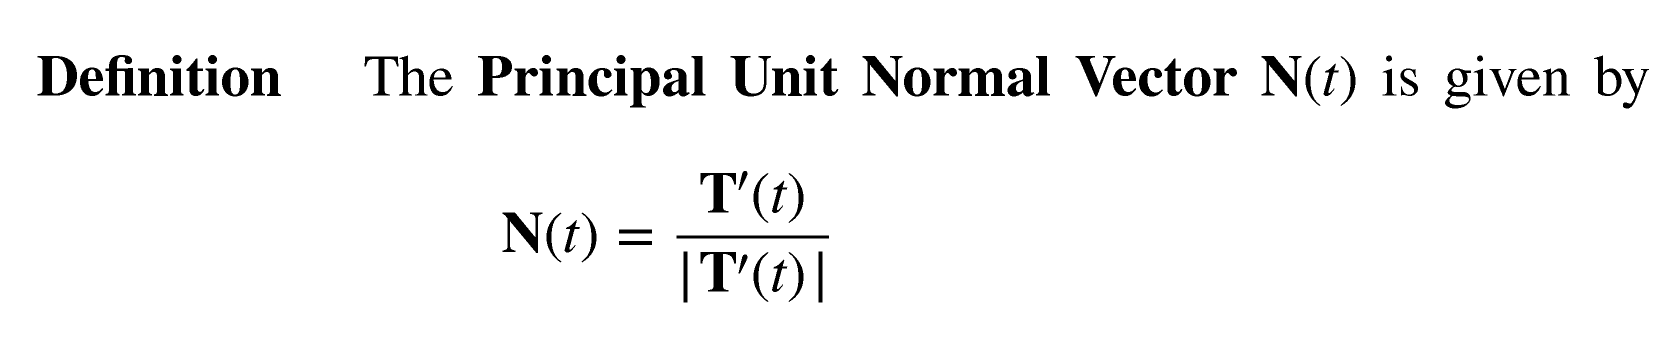 Definition The Principal Unit Normal Vector N(t) is given by
N(t) = T′(t) / |T′(t)|